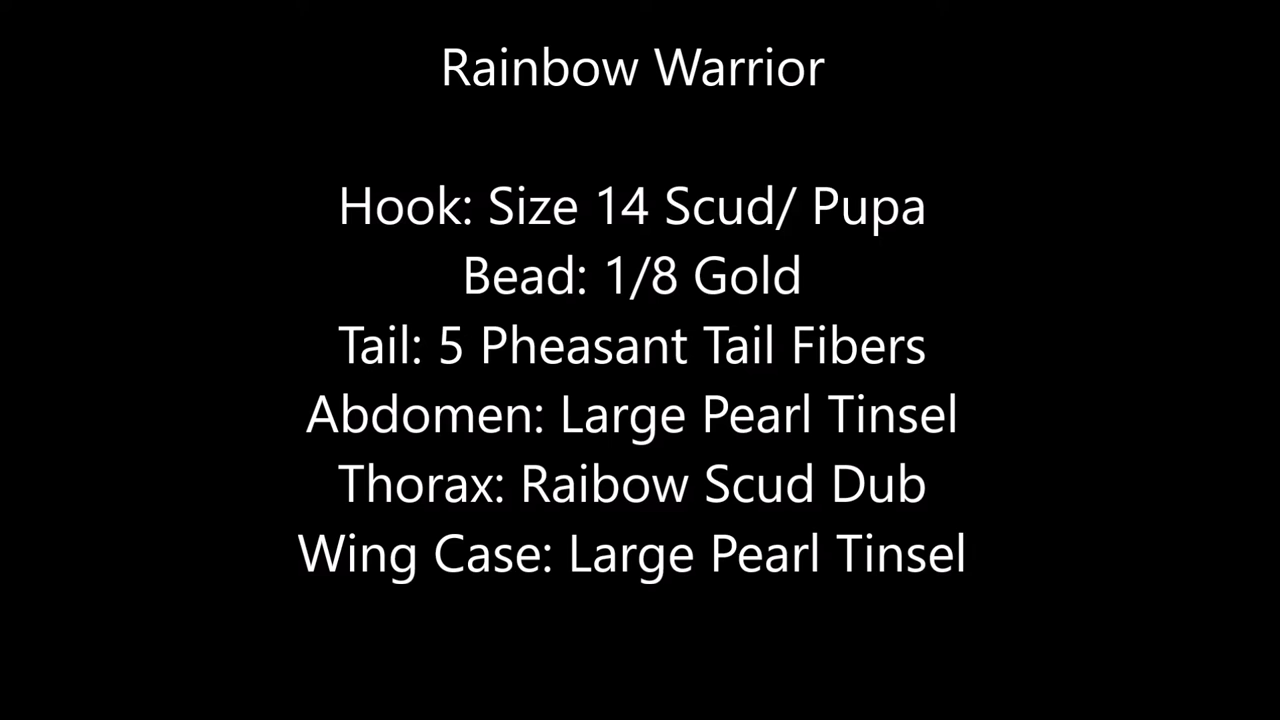 Rainbow Warrior
Hook: Size 14 Scud/ Pupa
Bead: 1/8 Gold
Tail: 5 Pheasant Tail Fibers
Abdomen: Large Pearl Tinsel
Thorax: Raibow Scud Dub
Wing Case: Large Pearl Tinsel